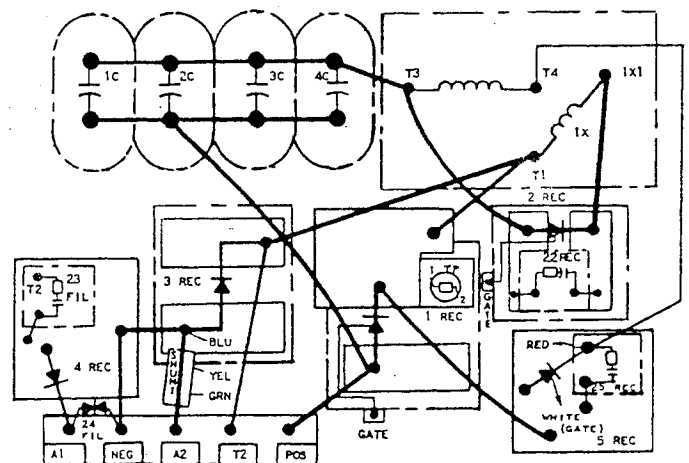 1C 2C 3C 4C
T3 T4 1X1
1X
T1
2 REC
22REC
GATE
3 REC
1 TP
2
1 REC
T2 23
FIL
4 REC
BLU
SHUNT
YEL
GRN
RED
25 REC
WHITE
(GATE)
5 REC
24
FIL
GATE
A1 NEG A2 T2 POS